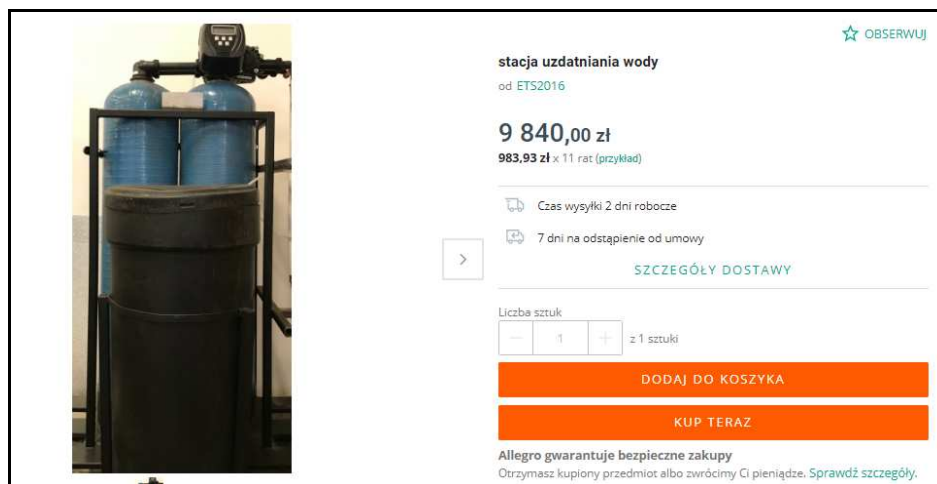 OBSERWUJ
stacja uzdatniania wody
od ETS2016
9 840,00 zł
983,93 zł x 11 rat (przykład)
Czas wysyłki 2 dni robocze
7 dni na odstąpienie od umowy
SZCZEGÓŁY DOSTAWY
Liczba sztuk
1
z 1 sztuki
DODAJ DO KOSZYKA
KUP TERAZ
Allegro gwarantuje bezpieczne zakupy
Otrzymasz kupiony przedmiot albo zwrócimy Ci pieniądze. Sprawdź szczegóły.